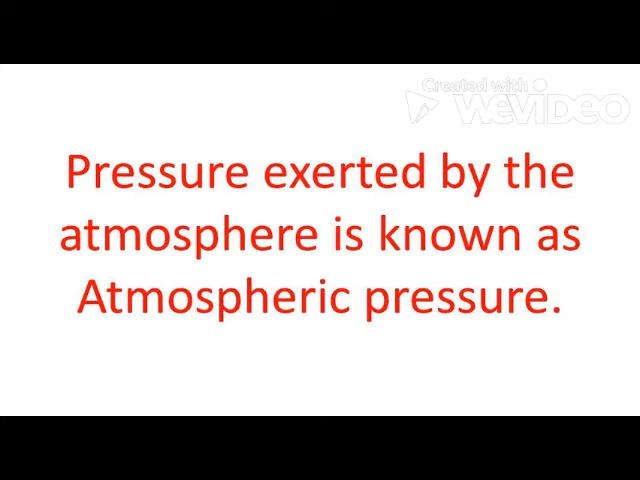 Created with
WEVIDEO
Pressure exerted by the
atmosphere is known as
Atmospheric pressure.